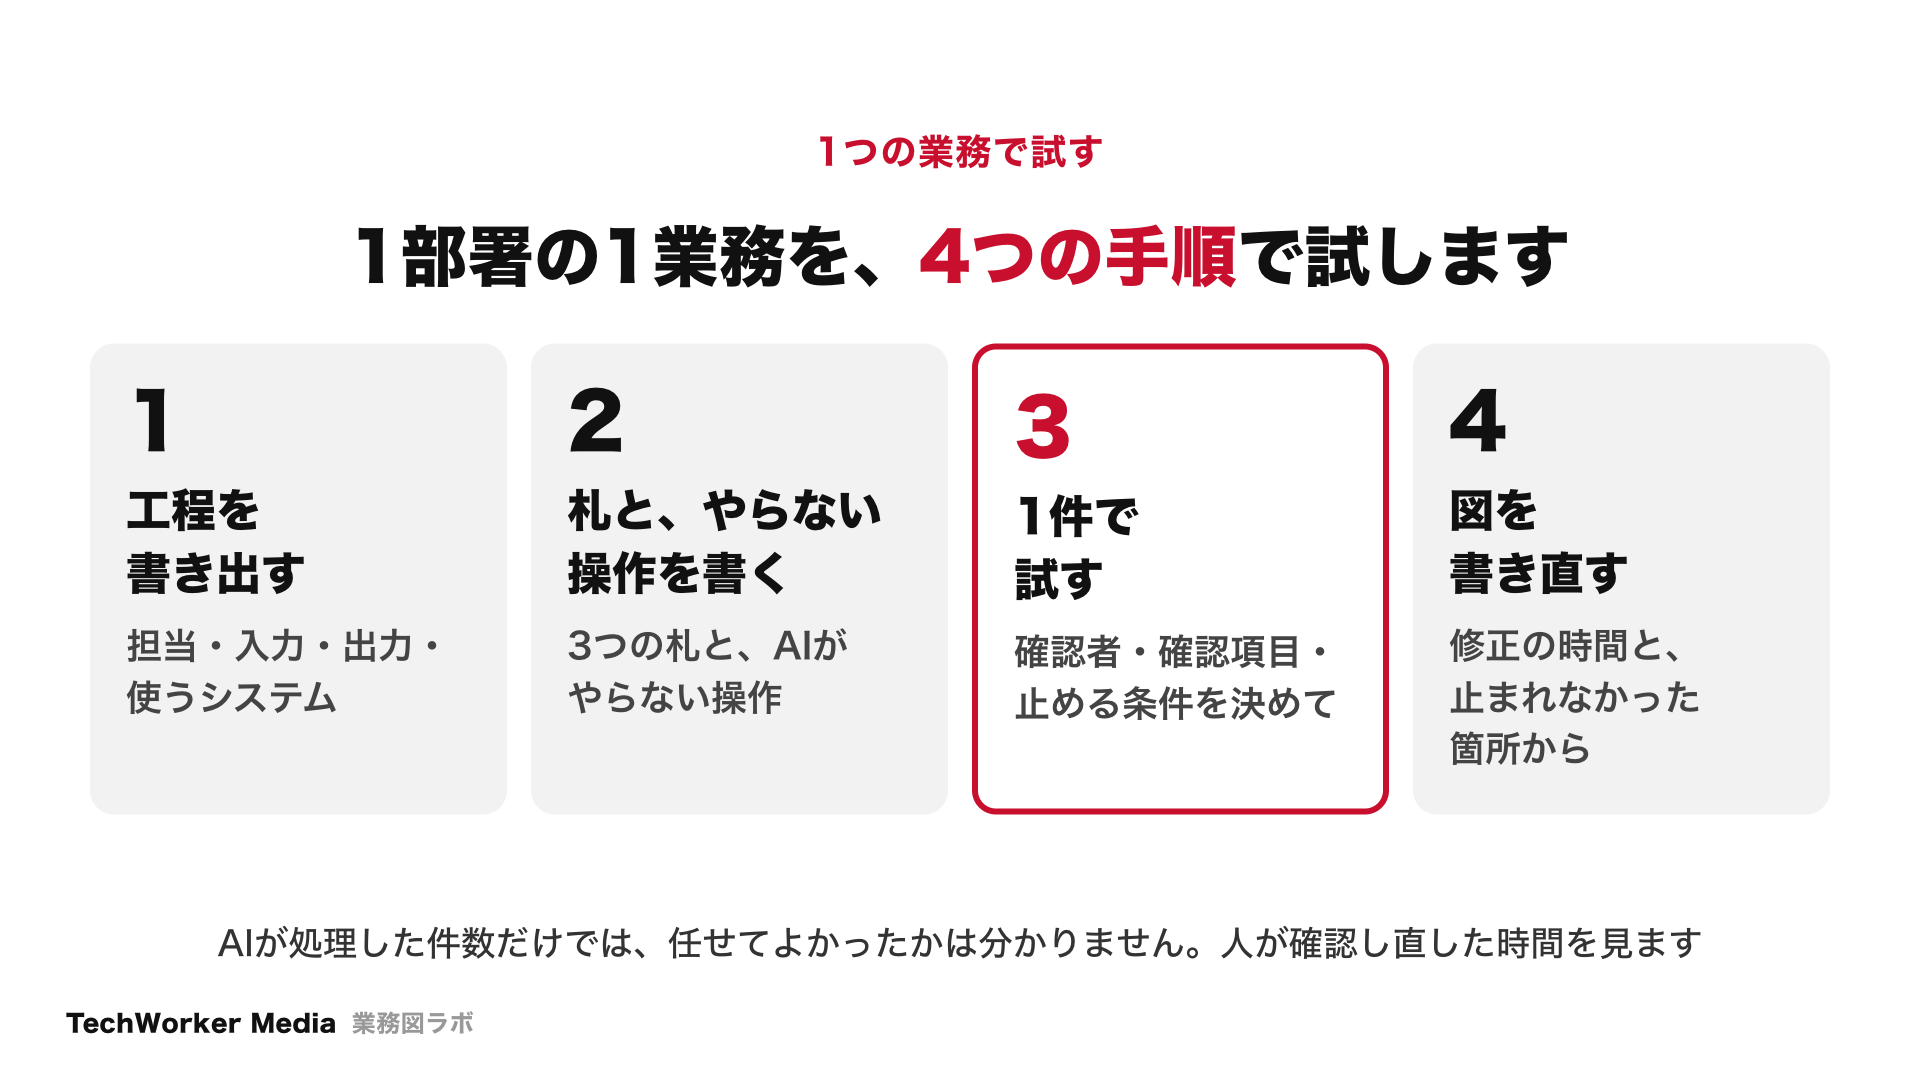 1つの業務で試す
1部署の1業務を、4つの手順で試します
1
工程を
書き出す
担当・入力・出力・
使うシステム
2
札と、やらない
操作を書く
3つの札と、AIが
やらない操作
3
1件で
試す
確認者・確認項目・
止める条件を決めて
4
図を
書き直す
修正の時間と、
止まれなかった
箇所から
AIが処理した件数だけでは、任せてよかったかは分かりません。人が確認し直した時間を見ます
TechWorker Media 業務図ラボ